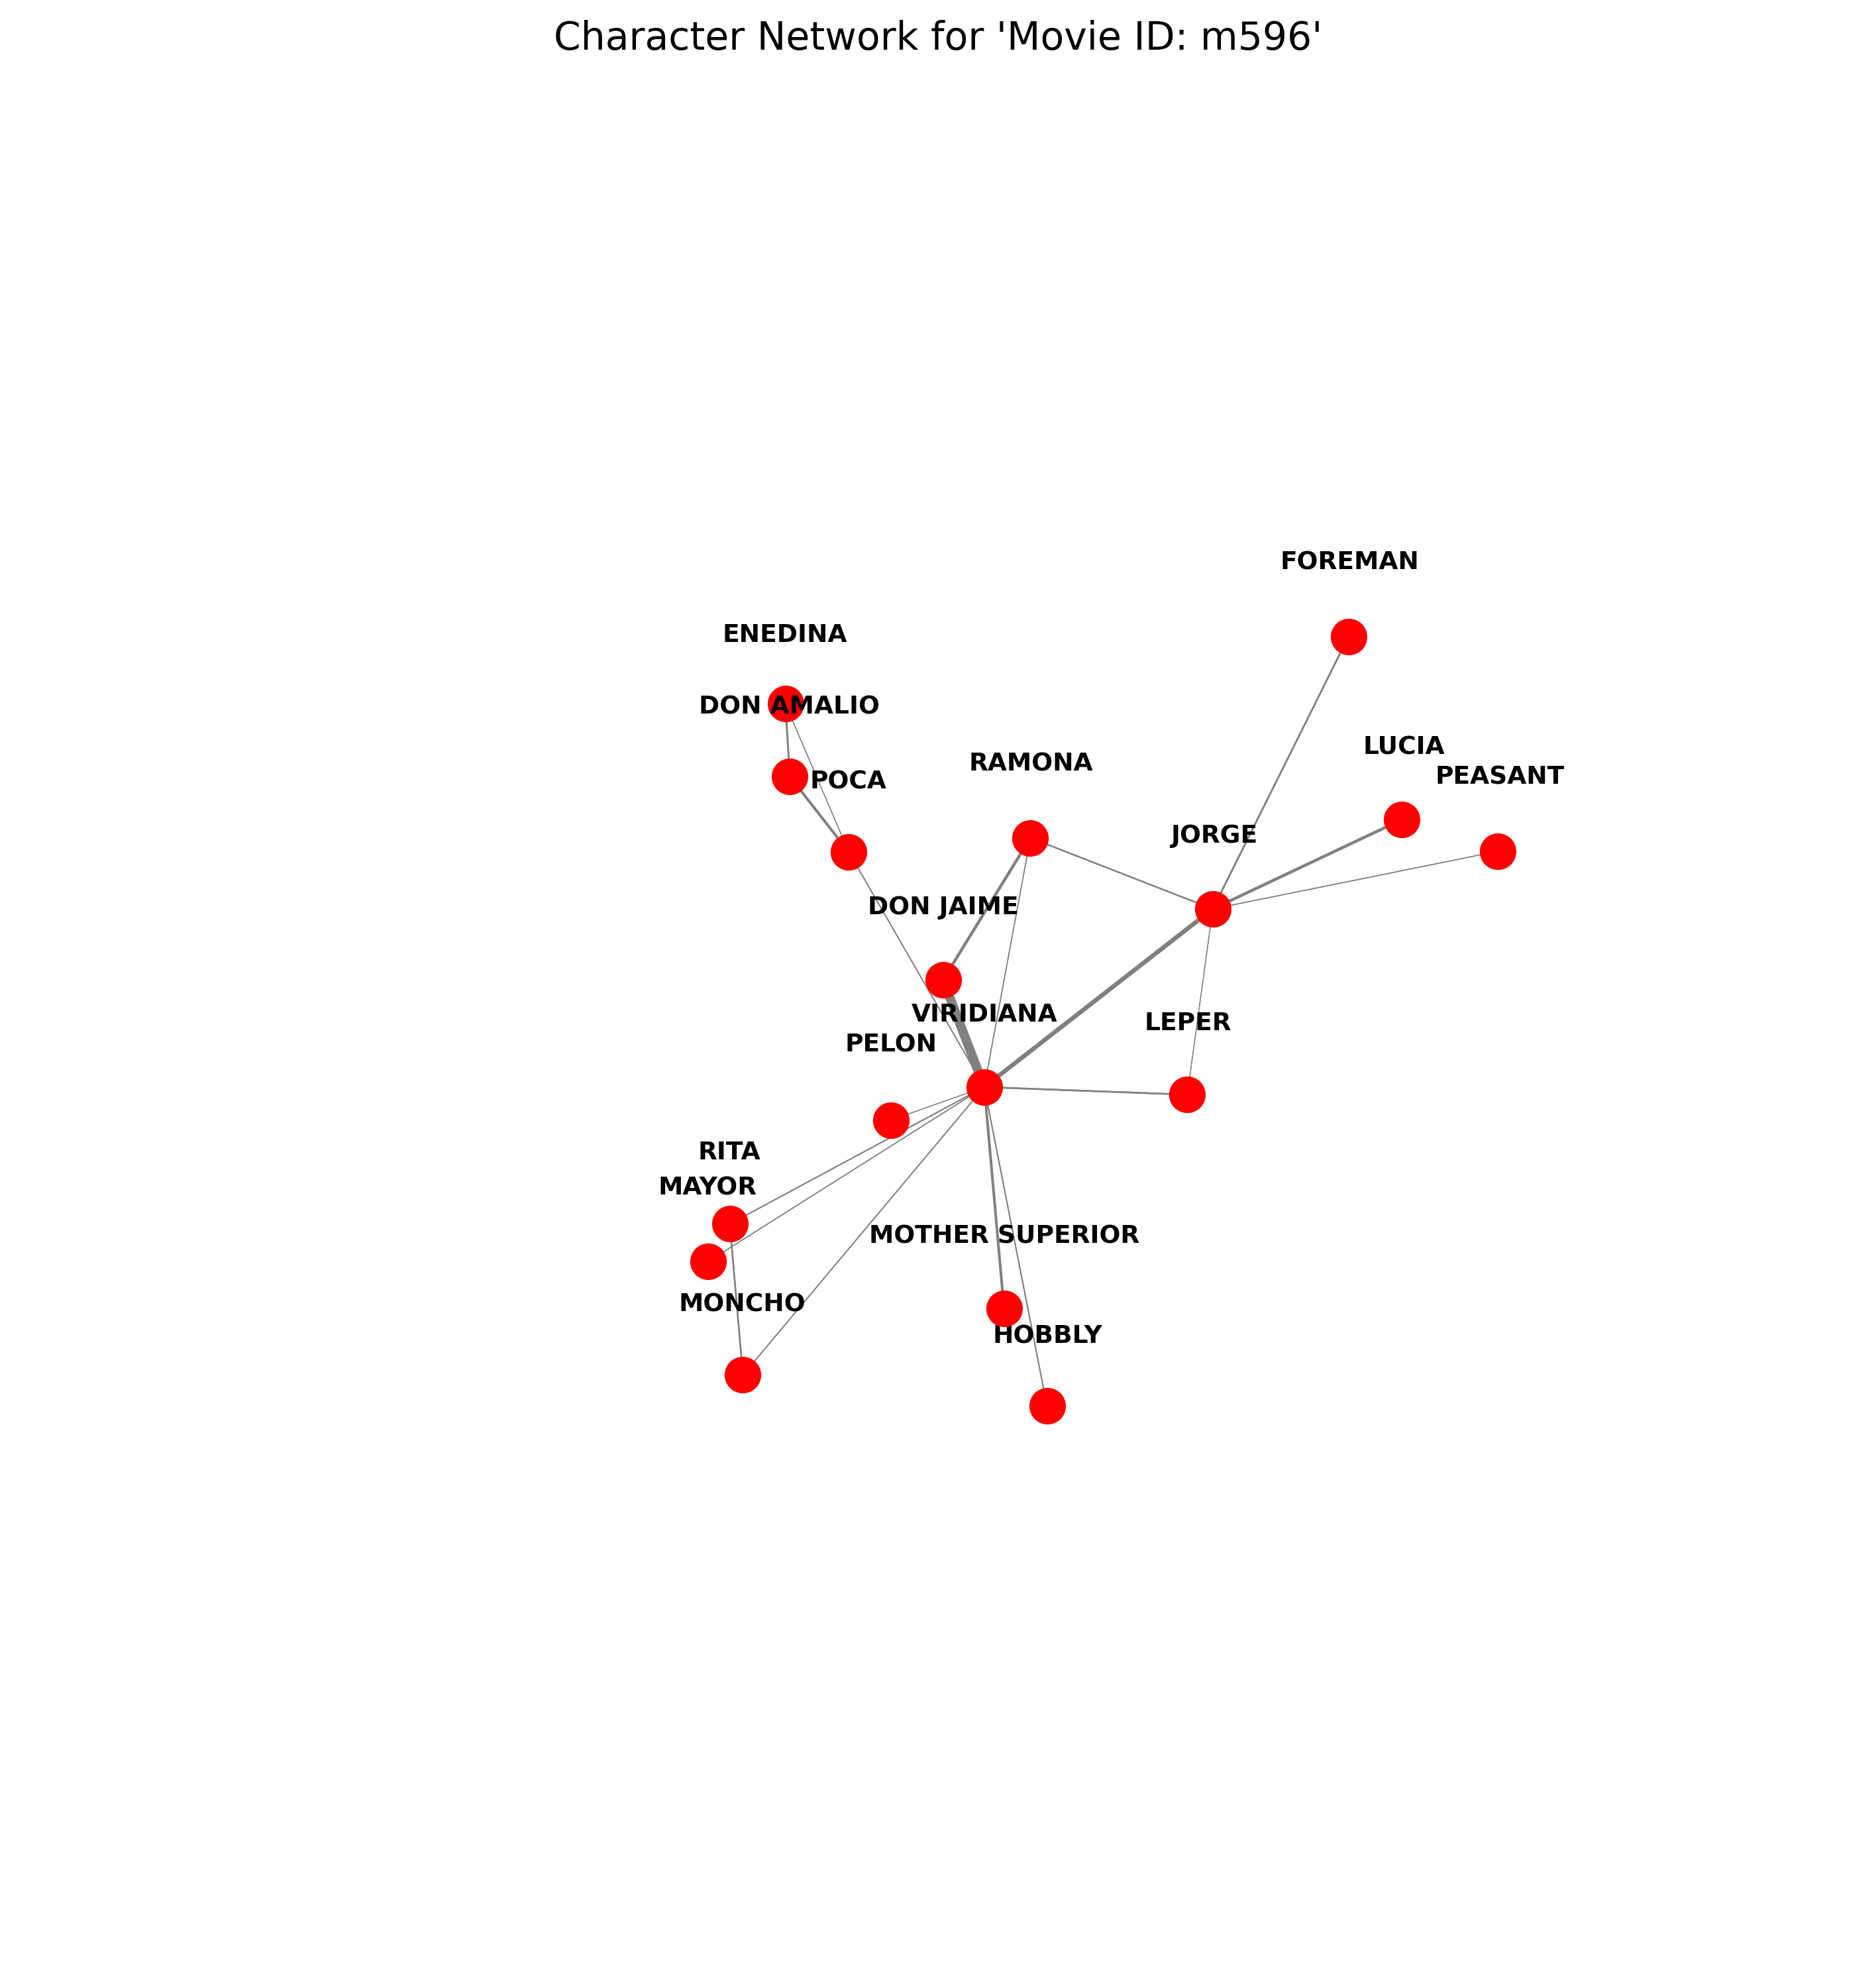 Character Network for 'Movie ID: m596'
FOREMAN
ENEDINA
DON AMALIO
LUCIA
RAMONA
PEASANT
POCA
JORGE
DON JAIME
VIRIDIANA
LEPER
PELON
RITA
MAYOR
MOTHER SUPERIOR
MONCHO
HOBBLY